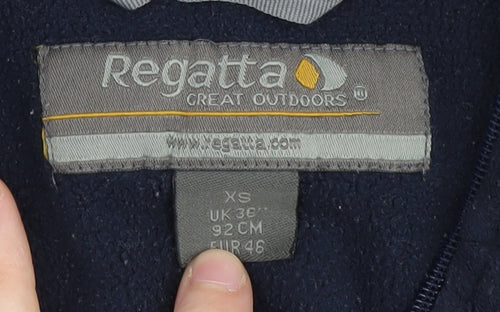 Regatta
GREAT OUTDOORS
www.regatta.com
XS
UK 36"
92 CM
EUR 46